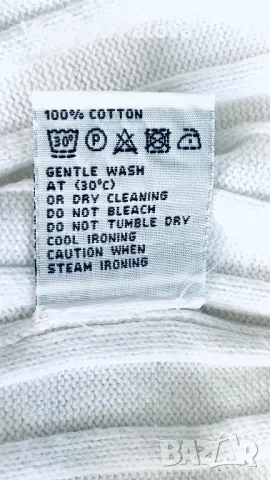 100% COTTON
30° P
GENTLE WASH
AT (30°C)
OR DRY CLEANING
DO NOT BLEACH
DO NOT TUMBLE DRY
COOL IRONING
CAUTION WHEN
STEAM IRONING
BAZAR